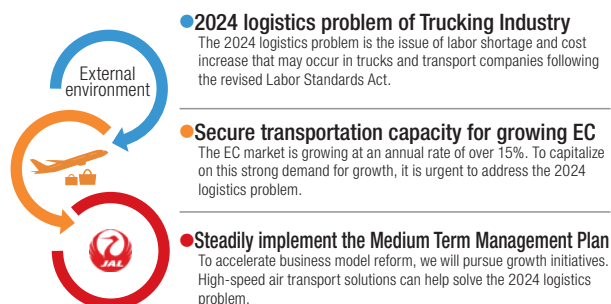 External
environment
●2024 logistics problem of Trucking Industry
The 2024 logistics problem is the issue of labor shortage and cost
increase that may occur in trucks and transport companies following
the revised Labor Standards Act.
●Secure transportation capacity for growing EC
The EC market is growing at an annual rate of over 15%. To capitalize
on this strong demand for growth, it is urgent to address the 2024
logistics problem.
JAL
●Steadily implement the Medium Term Management Plan
To accelerate business model reform, we will pursue growth initiatives.
High-speed air transport solutions can help solve the 2024 logistics
problem.